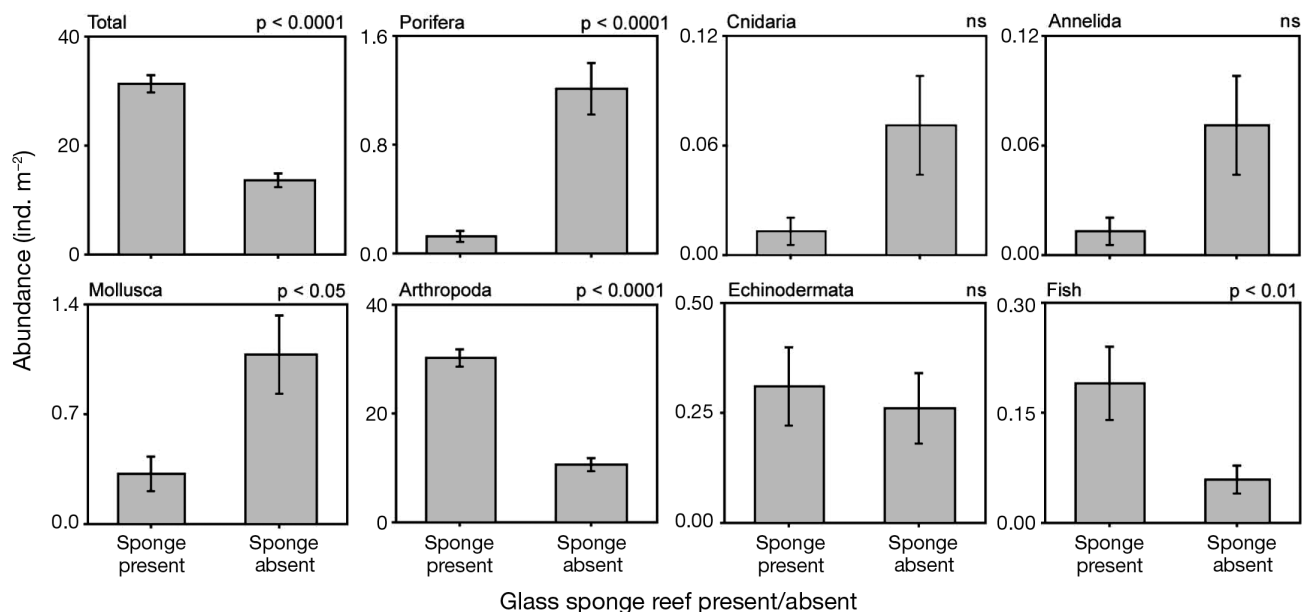 Total p < 0.0001
40
20
0
Porifera p < 0.0001
1.6
0.8
0.0
Cnidaria ns
0.12
0.06
0.00
Annelida ns
0.12
0.06
0.00
Abundance (ind. m⁻²)
Mollusca p < 0.05
1.4
0.7
0.0
Sponge present
Sponge absent
Arthropoda p < 0.0001
40
20
0
Sponge present
Sponge absent
Echinodermata ns
0.50
0.25
0.00
Sponge present
Sponge absent
Fish p < 0.01
0.30
0.15
0.00
Sponge present
Sponge absent
Glass sponge reef present/absent